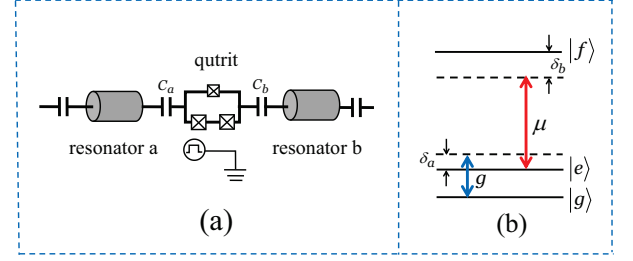 qutrit
C_a
C_b
resonator a
resonator b
(a)
|f⟩
δ_b
μ
δ_a
|e⟩
g
|g⟩
(b)